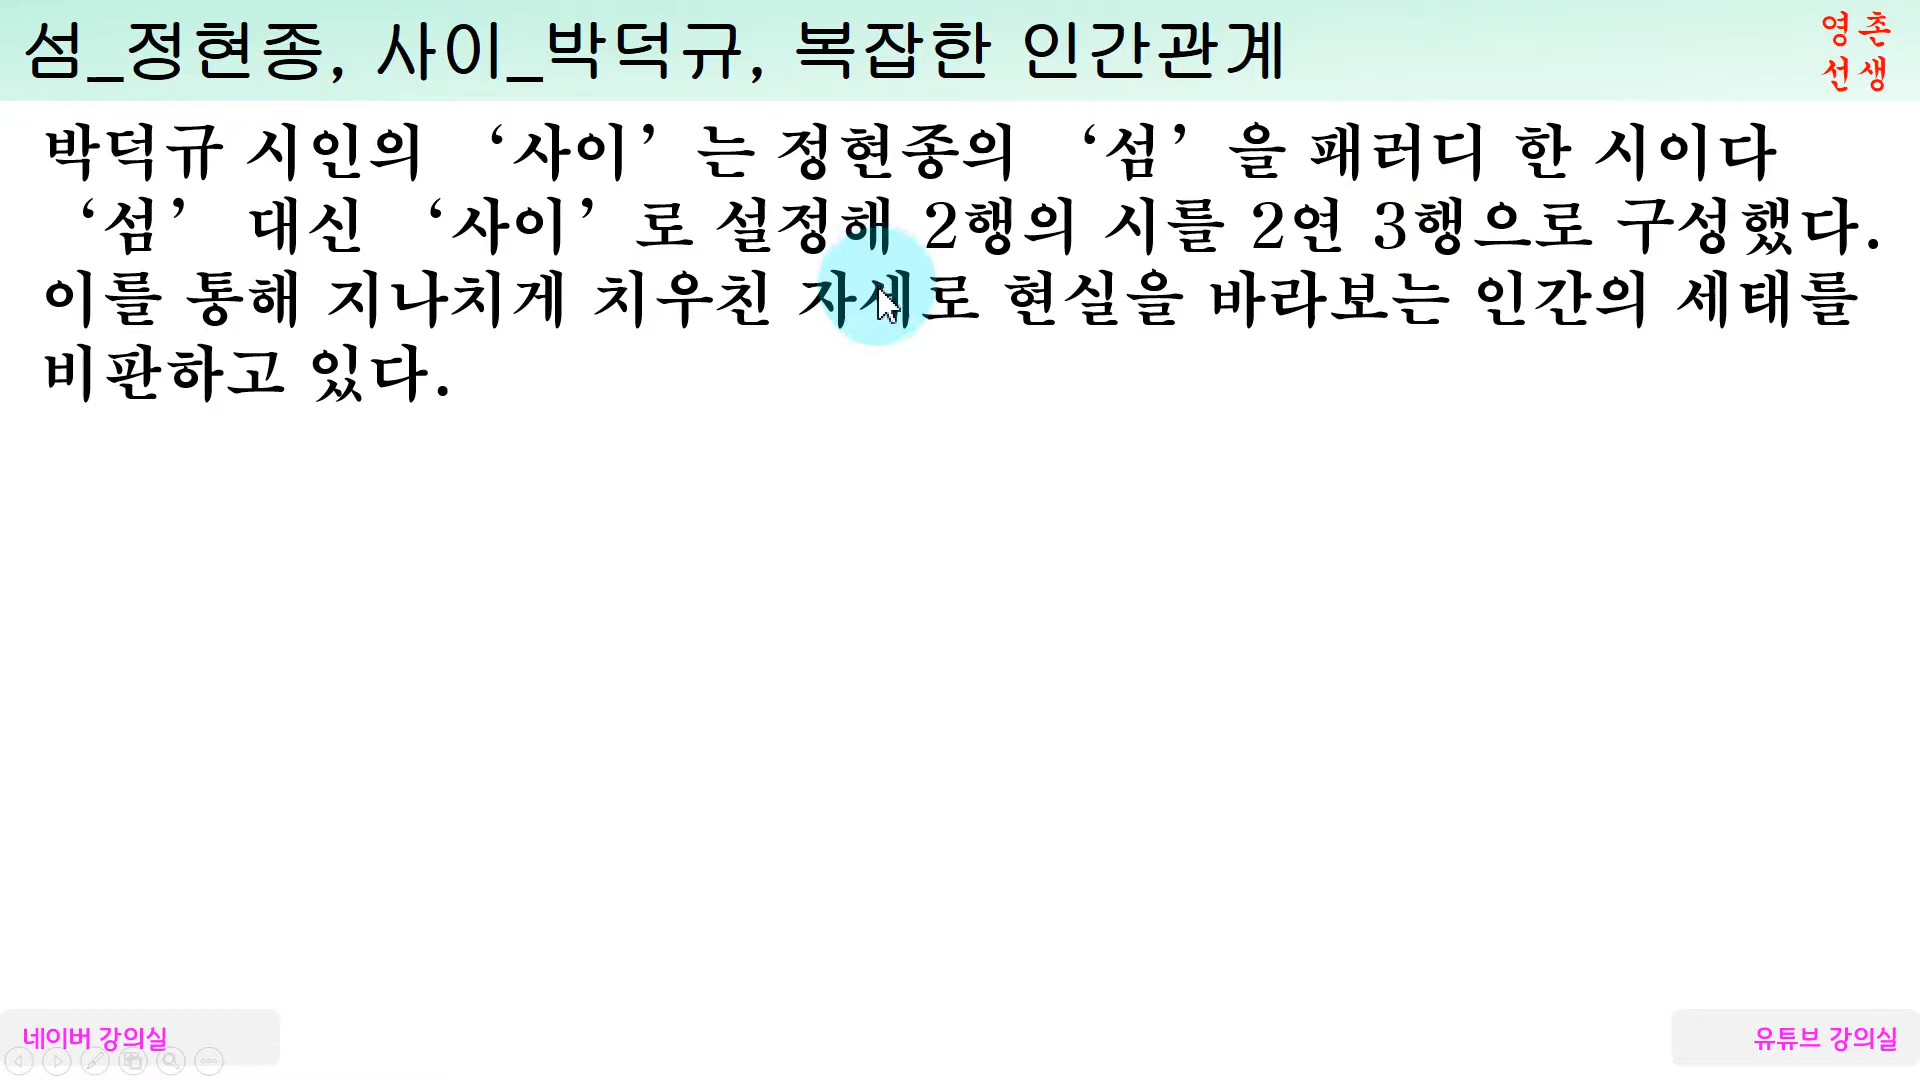 섬_정현종, 사이_박덕규, 복잡한 인간관계
영촌
선생
박덕규 시인의 ‘사이’는 정현종의 ‘섬’을 패러디 한 시이다
‘섬’ 대신 ‘사이’로 설정해 2행의 시를 2연 3행으로 구성했다.
이를 통해 지나치게 치우친 자세로 현실을 바라보는 인간의 세태를
비판하고 있다.
네이버 강의실
유튜브 강의실